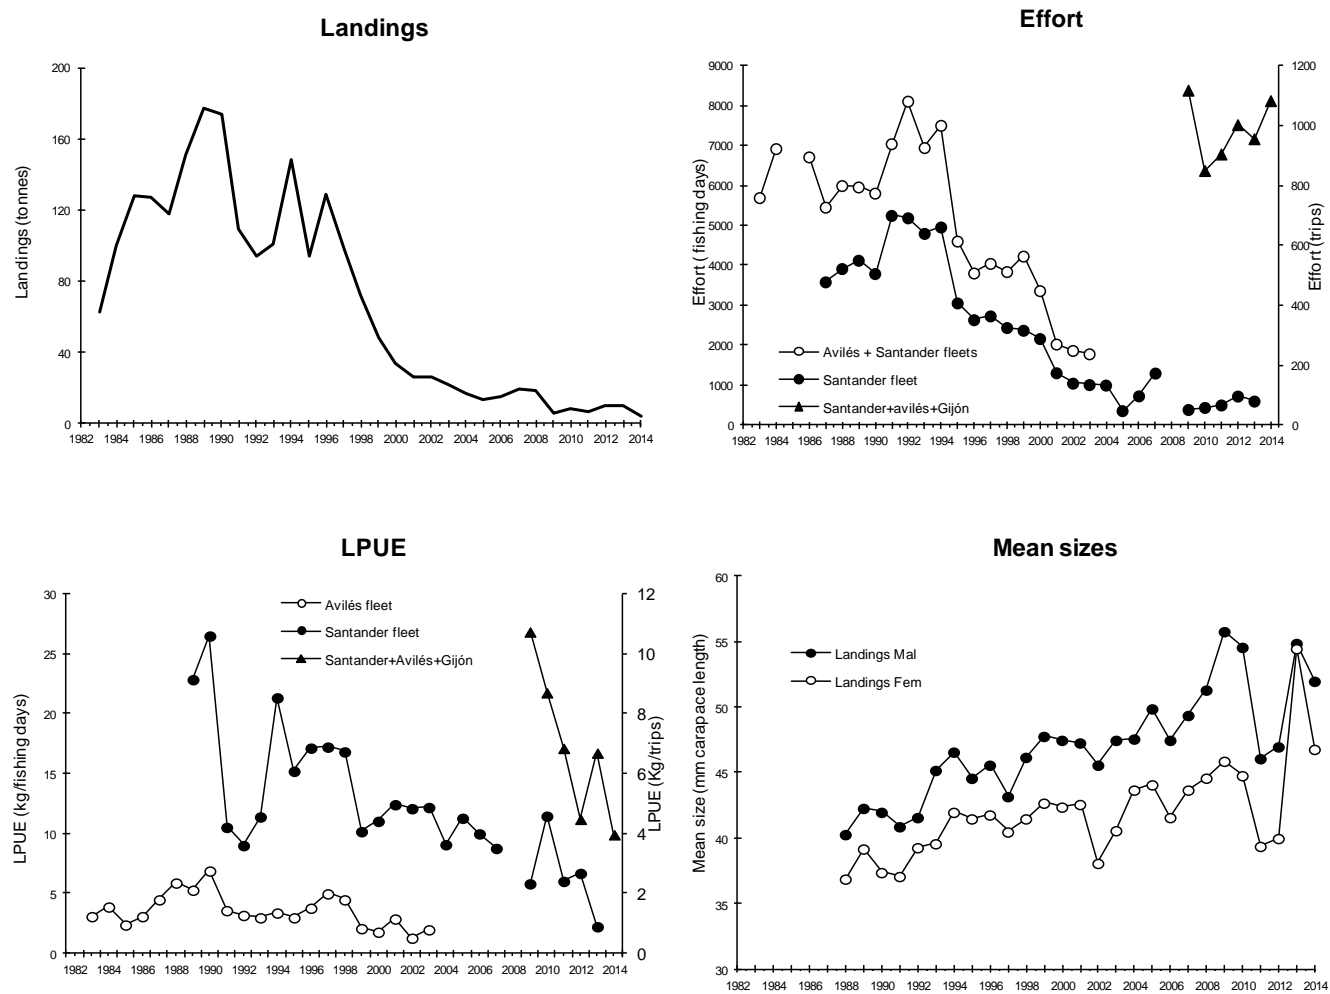 Landings
Landings (tonnes)
200
160
120
80
40
0
1982 1984 1986 1988 1990 1992 1994 1996 1998 2000 2002 2004 2006 2008 2010 2012 2014
Effort
Effort ( fishing days)
9000
8000
7000
6000
5000
4000
3000
2000
1000
0
1200
1000
800
600
400
200
0
Effort (trips)
Avilés + Santander fleets
Santander fleet
Santander+avilés+Gijón
1982 1984 1986 1988 1990 1992 1994 1996 1998 2000 2002 2004 2006 2008 2010 2012 2014
LPUE
LPUE (kg/fishing days)
30
25
20
15
10
5
0
12
10
8
6
4
2
0
LPUE (Kg/trips)
Avilés fleet
Santander fleet
Santander+Avilés+Gijón
1982 1984 1986 1988 1990 1992 1994 1996 1998 2000 2002 2004 2006 2008 2010 2012 2014
Mean sizes
Mean size (mm carapace length)
60
55
50
45
40
35
30
Landings Mal
Landings Fem
1982 1984 1986 1988 1990 1992 1994 1996 1998 2000 2002 2004 2006 2008 2010 2012 2014